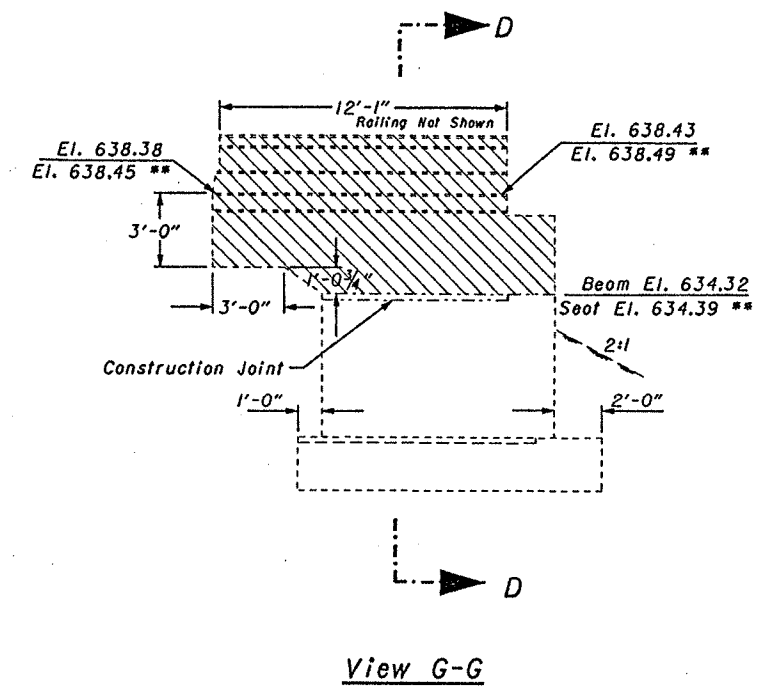 D
12'-1"
Railing Not Shown
El. 638.38
El. 638.45 **
El. 638.43
El. 638.49 **
3'-0"
1'-0 3/4"
3'-0"
Beam El. 634.32
Seat El. 634.39 **
2:1
Construction Joint
1'-0"
2'-0"
D
View G-G